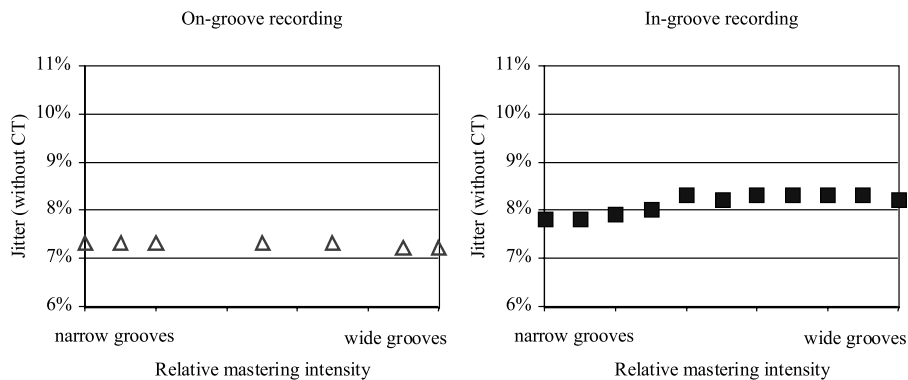 On-groove recording
11%
10%
9%
8%
7%
6%
Jitter (without CT)
narrow grooves
wide grooves
Relative mastering intensity
In-groove recording
11%
10%
9%
8%
7%
6%
Jitter (without CT)
narrow grooves
wide grooves
Relative mastering intensity